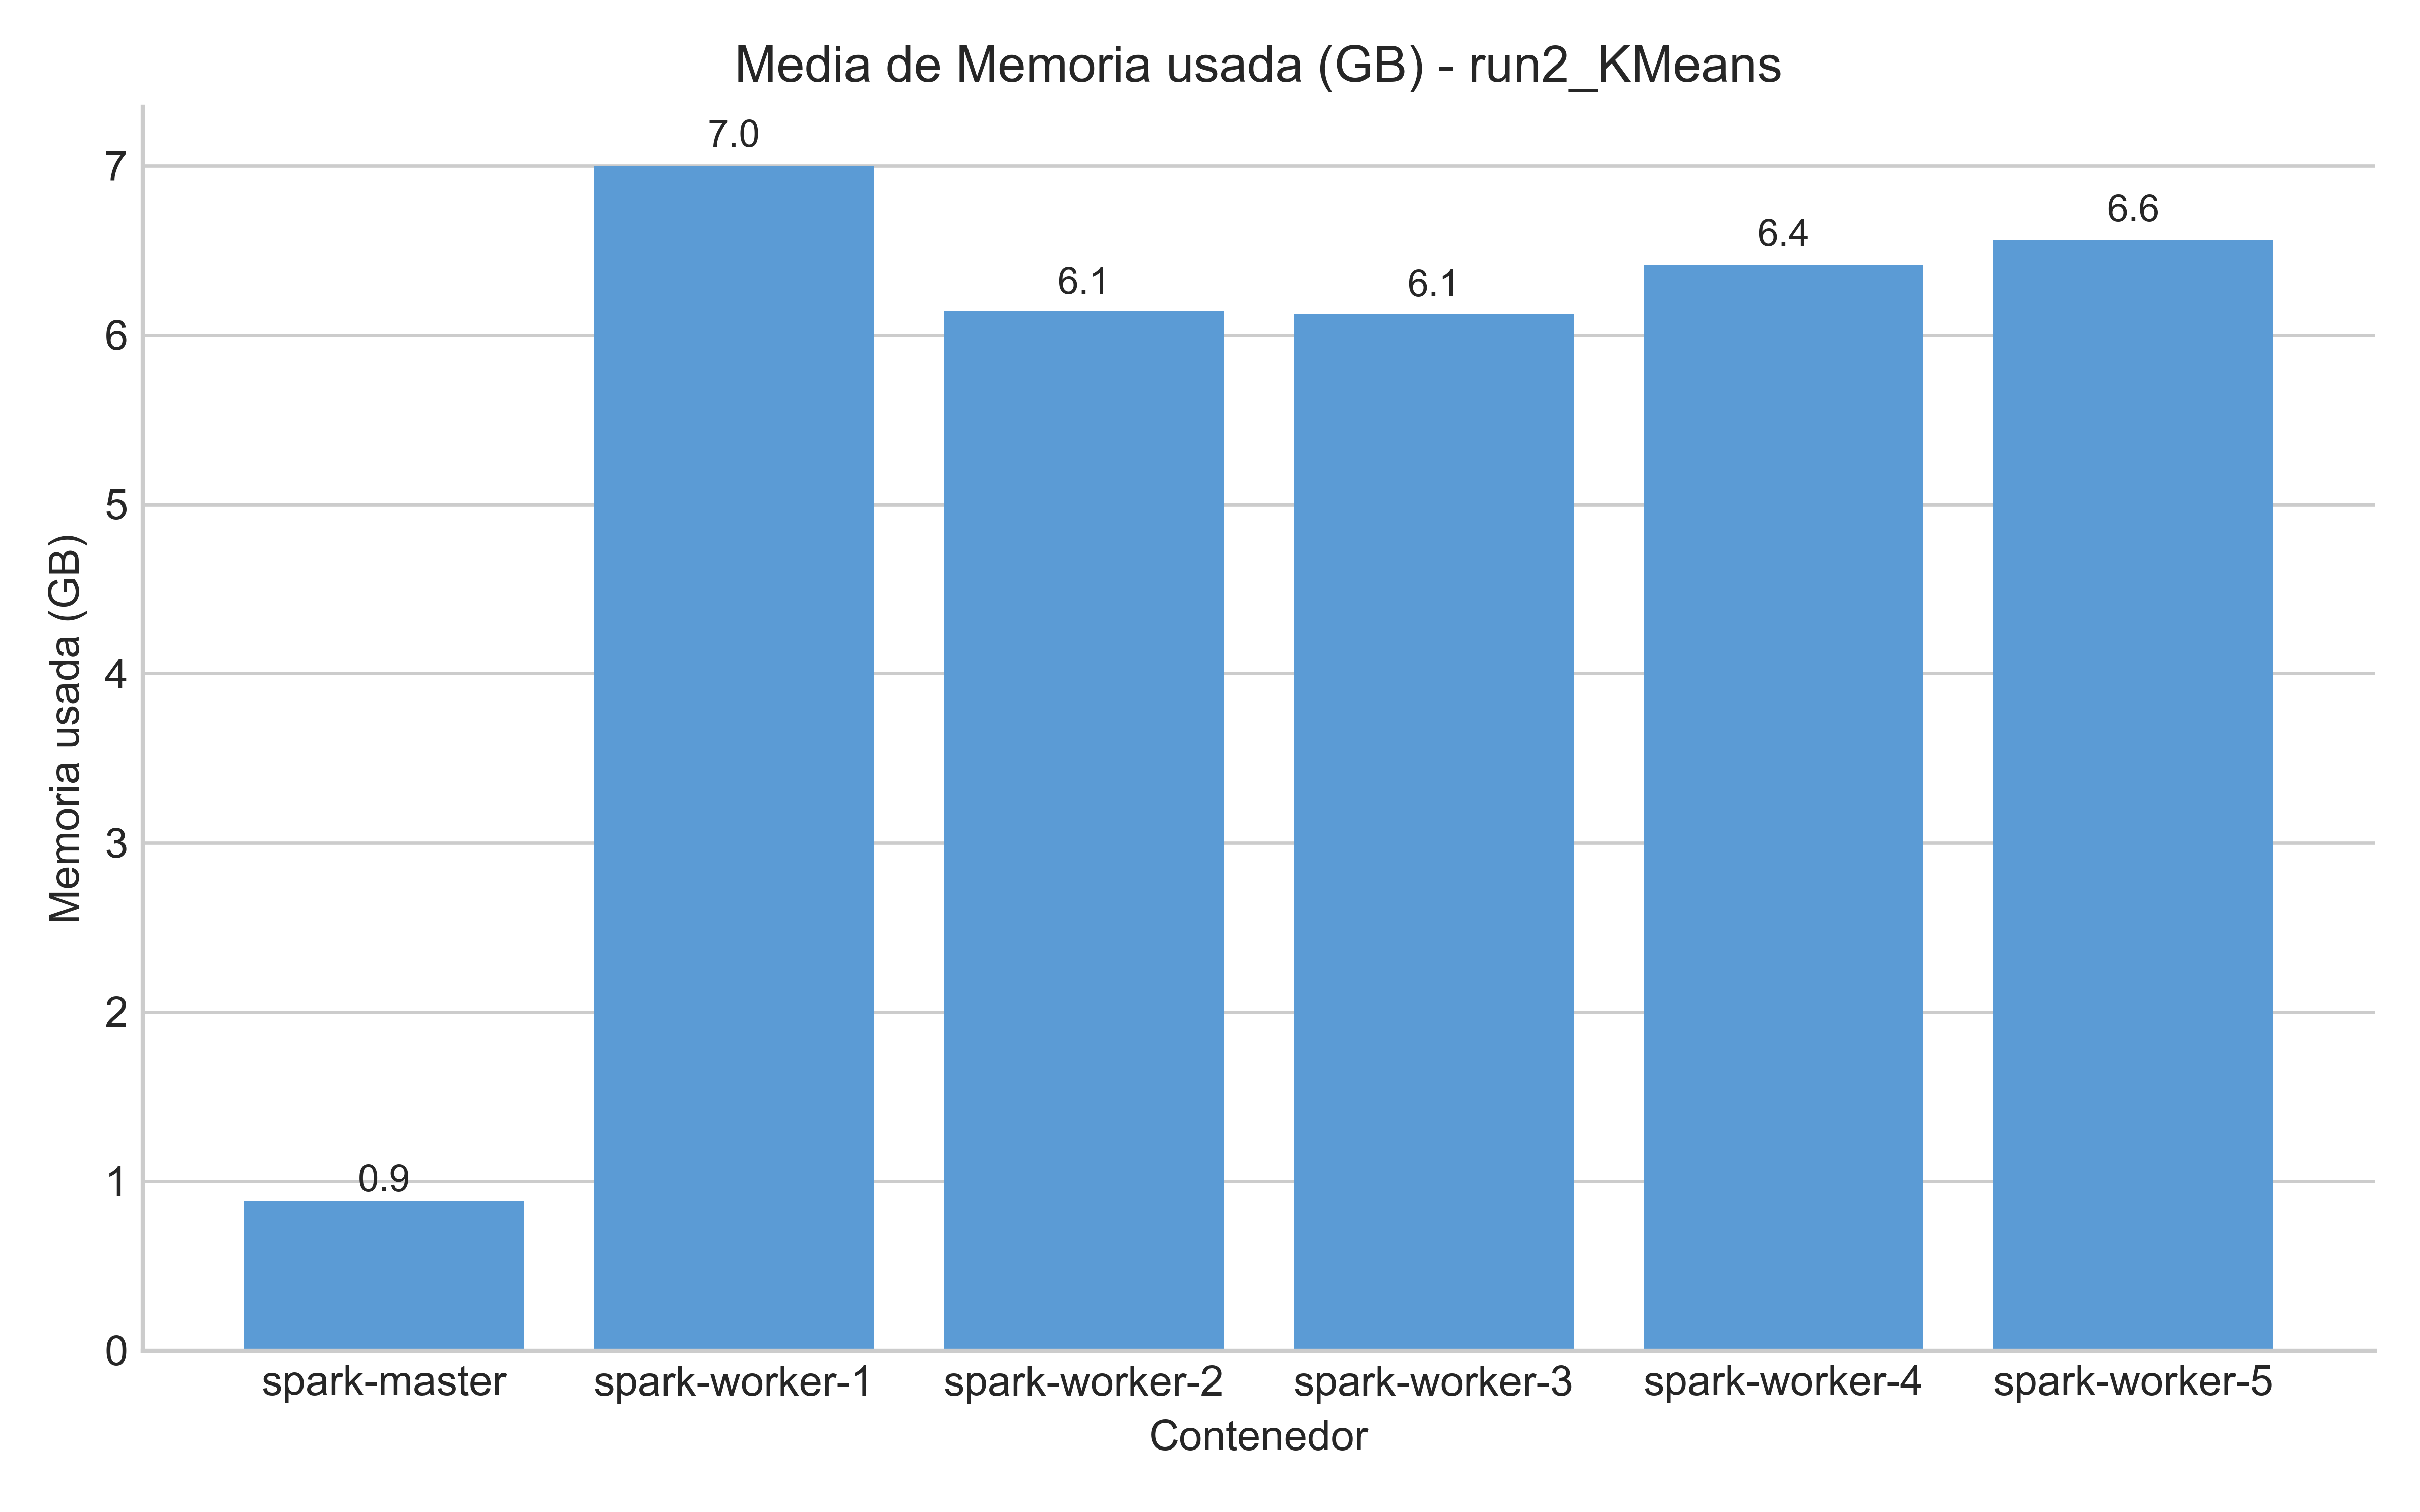 Media de Memoria usada (GB) - run2_KMeans
Memoria usada (GB)
7
6
5
4
3
2
1
0
0.9
7.0
6.1
6.1
6.4
6.6
spark-master
spark-worker-1
spark-worker-2
spark-worker-3
spark-worker-4
spark-worker-5
Contenedor